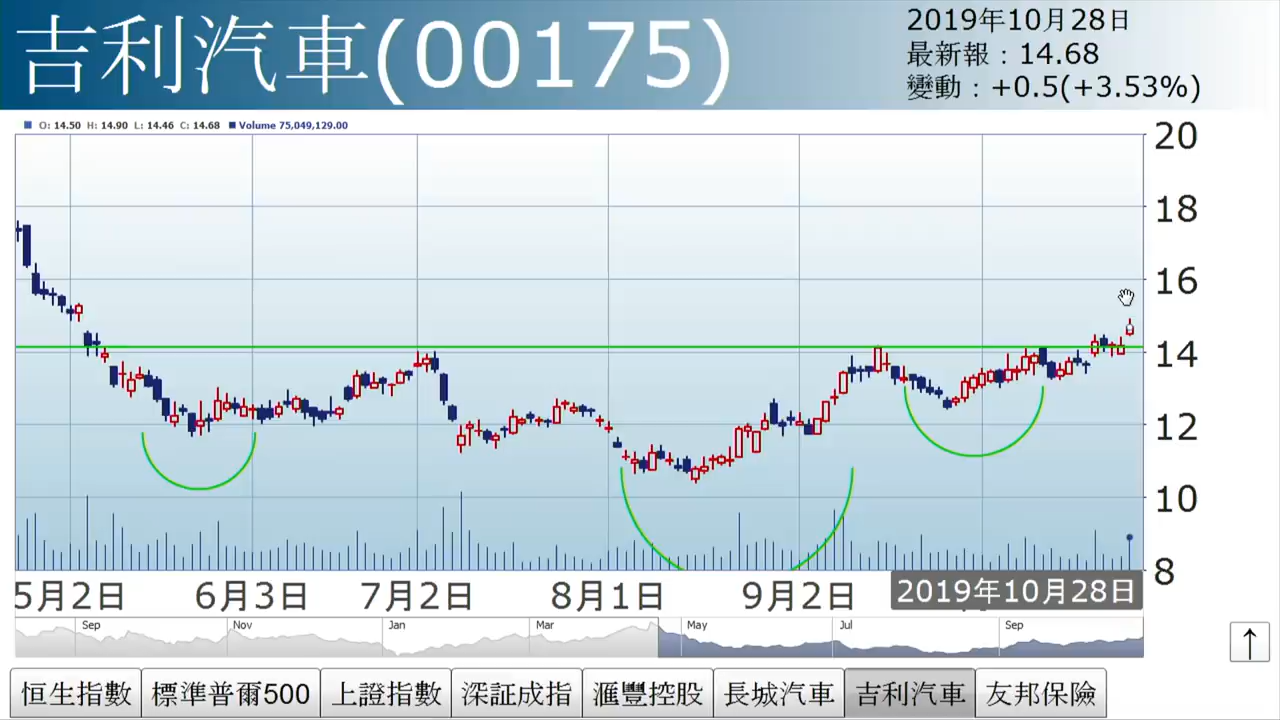 吉利汽車(00175)
2019年10月28日
最新報：14.68
變動：+0.5(+3.53%)
O: 14.50 H: 14.90 L: 14.46 C: 14.68 Volume 75,049,129.00
20
18
16
14
12
10
8
5月2日 6月3日 7月2日 8月1日 9月2日 2019年10月28日
Sep Nov Jan Mar May Jul Sep
↑
恒生指數 標準普爾500 上證指數 深証成指 滙豐控股 長城汽車 吉利汽車 友邦保險